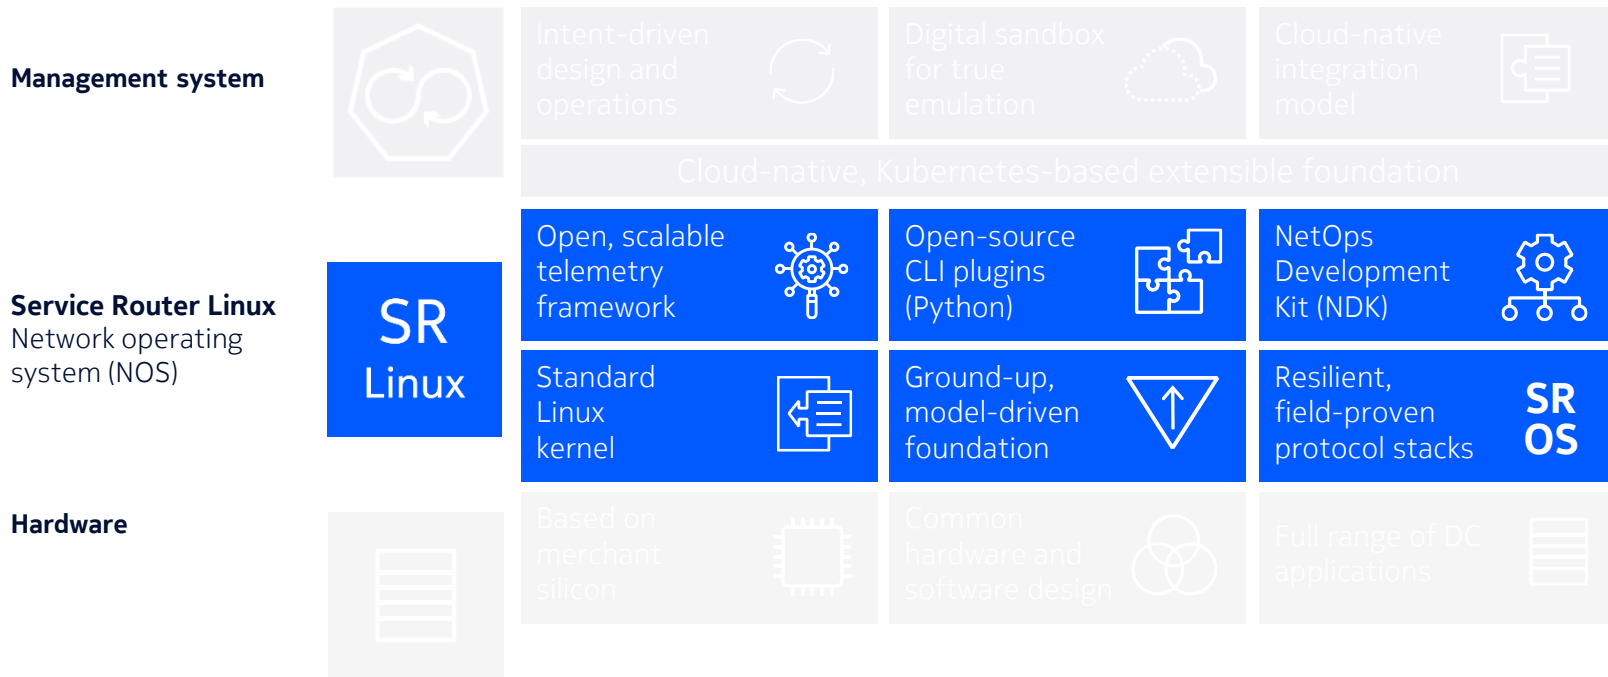 Management system
Intent-driven
design and
operations
Digital sandbox
for true
emulation
Cloud-native
integration
model
Cloud-native, Kubernetes-based extensible foundation
Service Router Linux
Network operating
system (NOS)
SR
Linux
Open, scalable
telemetry
framework
Open-source
CLI plugins
(Python)
NetOps
Development
Kit (NDK)
Standard
Linux
kernel
Ground-up,
model-driven
foundation
Resilient,
field-proven
protocol stacks
SR
OS
Hardware
Based on
merchant
silicon
Common
hardware and
software design
Full range of DC
applications